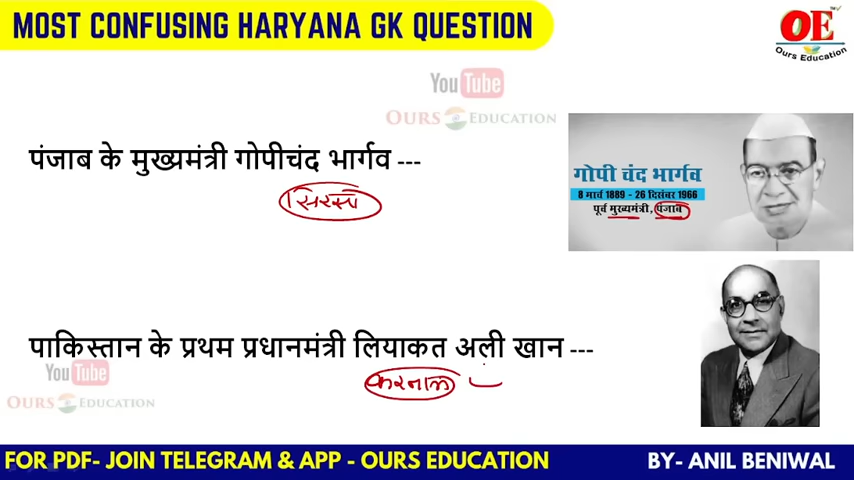 MOST CONFUSING HARYANA GK QUESTION
OE
Ours Education
YouTube
OURS EDUCATION
पंजाब के मुख्यमंत्री गोपीचंद भार्गव ---
सिरसा
गोपी चंद भार्गव
8 मार्च 1889 - 26 दिसंबर 1966
पूर्व मुख्यमंत्री, पंजाब
पाकिस्तान के प्रथम प्रधानमंत्री लियाकत अली खान ---
करनाल
YouTube
OURS EDUCATION
FOR PDF- JOIN TELEGRAM & APP - OURS EDUCATION
BY- ANIL BENIWAL